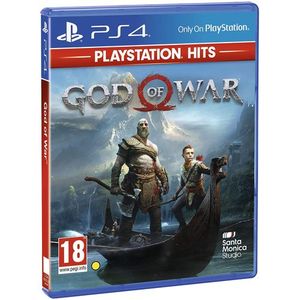 PS4
Only On PlayStation.
PLAYSTATION HITS
GOD OF WAR
God of War
18
www.pegi.info
Santa
Monica
Studio